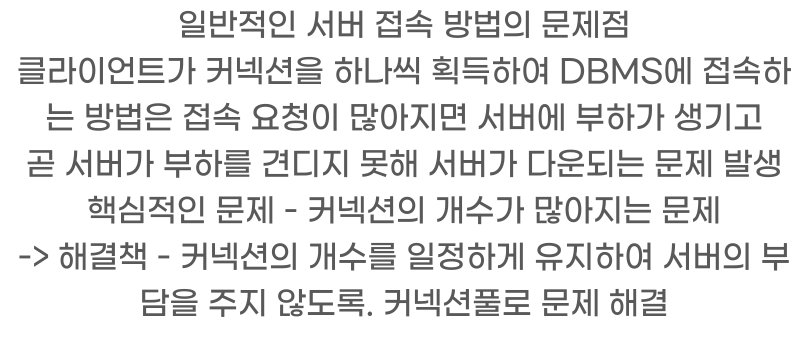 일반적인 서버 접속 방법의 문제점
클라이언트가 커넥션을 하나씩 획득하여 DBMS에 접속하
는 방법은 접속 요청이 많아지면 서버에 부하가 생기고
곧 서버가 부하를 견디지 못해 서버가 다운되는 문제 발생
핵심적인 문제 - 커넥션의 개수가 많아지는 문제
-> 해결책 - 커넥션의 개수를 일정하게 유지하여 서버의 부
담을 주지 않도록. 커넥션풀로 문제 해결